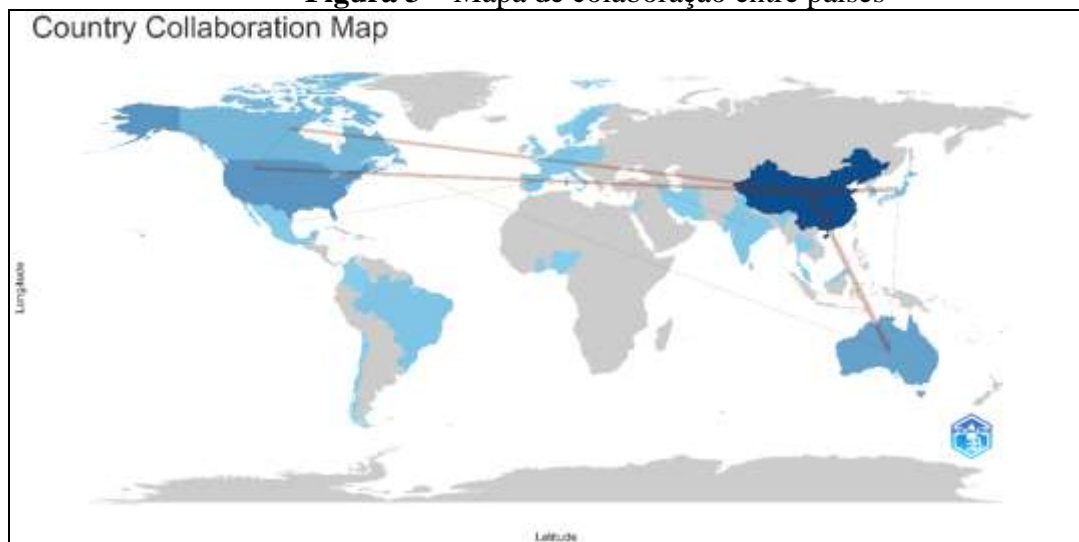 Figura 3 – Mapa de colaboração entre países
Country Collaboration Map
Longitude
Latitude